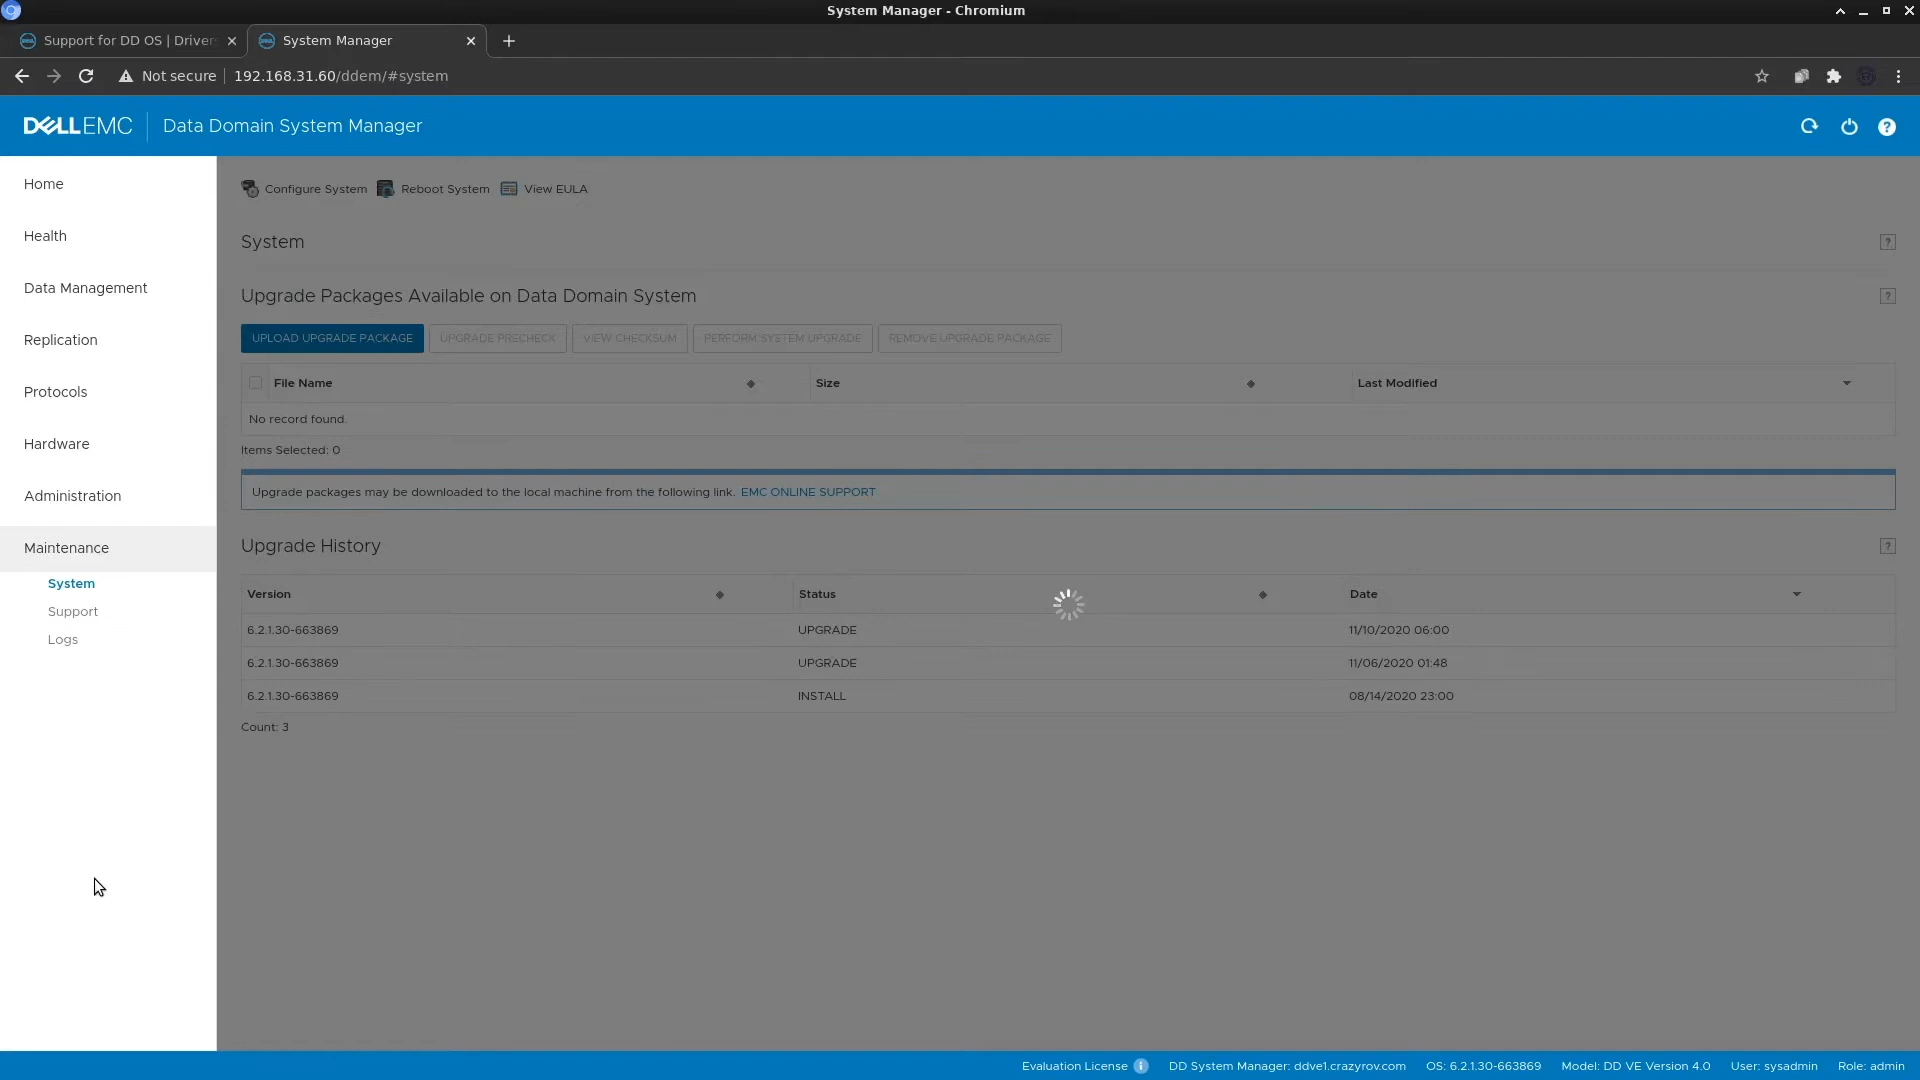 System Manager - Chromium
Support for DD OS | Driver
System Manager
Not secure
192.168.31.60/ddem/#system
DELLEMC
Data Domain System Manager
Home
Health
Data Management
Replication
Protocols
Hardware
Administration
Maintenance
System
Support
Logs
Configure System
Reboot System
View EULA
System
Upgrade Packages Available on Data Domain System
UPLOAD UPGRADE PACKAGE
UPGRADE PRECHECK
VIEW CHECKSUM
PERFORM SYSTEM UPGRADE
REMOVE UPGRADE PACKAGE
File Name
Size
Last Modified
No record found.
Items Selected: 0
Upgrade packages may be downloaded to the local machine from the following link. EMC ONLINE SUPPORT
Upgrade History
Version Status Date
6.2.1.30-663869 UPGRADE 11/10/2020 06:00
6.2.1.30-663869 UPGRADE 11/06/2020 01:48
6.2.1.30-663869 INSTALL 08/14/2020 23:00
Count: 3
Evaluation License
DD System Manager: ddve1.crazyrov.com
OS: 6.2.1.30-663869
Model: DD VE Version 4.0
User: sysadmin
Role: admin